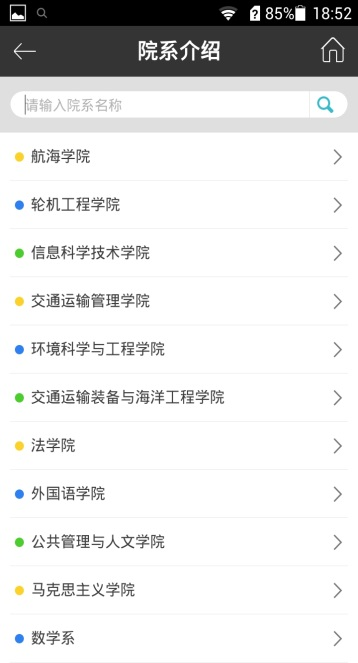 85% 18:52
院系介绍
请输入院系名称
航海学院
轮机工程学院
信息科学技术学院
交通运输管理学院
环境科学与工程学院
交通运输装备与海洋工程学院
法学院
外国语学院
公共管理与人文学院
马克思主义学院
数学系